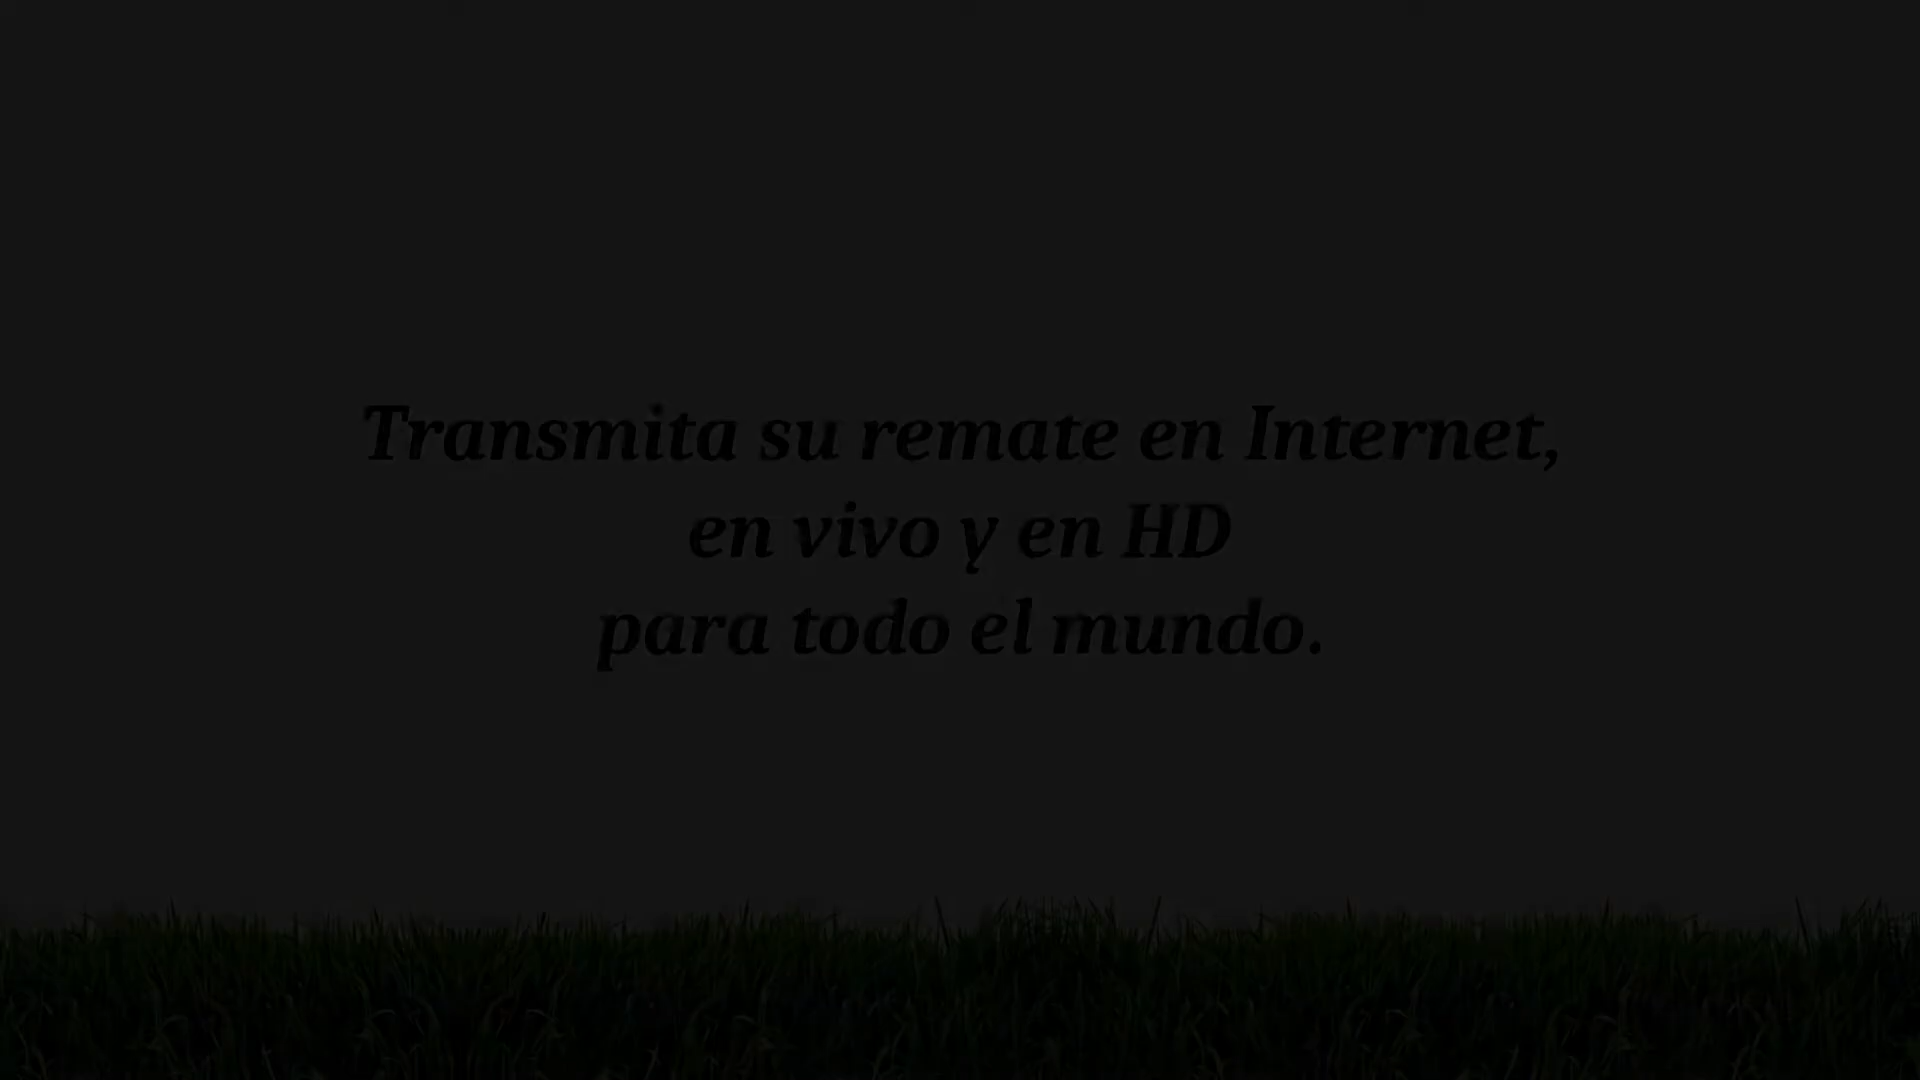 Transmita su remate en Internet,
en vivo y en HD
para todo el mundo.